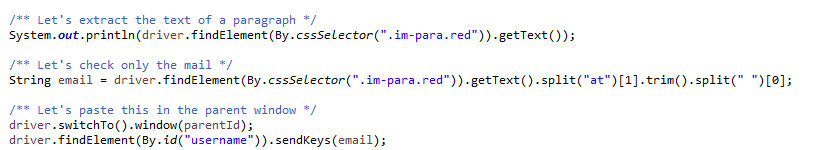 /** Let's extract the text of a paragraph */
System.out.println(driver.findElement(By.cssSelector(".im-para.red")).getText());
/** Let's check only the mail */
String email = driver.findElement(By.cssSelector(".im-para.red")).getText().split("at")[1].trim().split(" ")[0];
/** Let's paste this in the parent window */
driver.switchTo().window(parentId);
driver.findElement(By.id("username")).sendKeys(email);